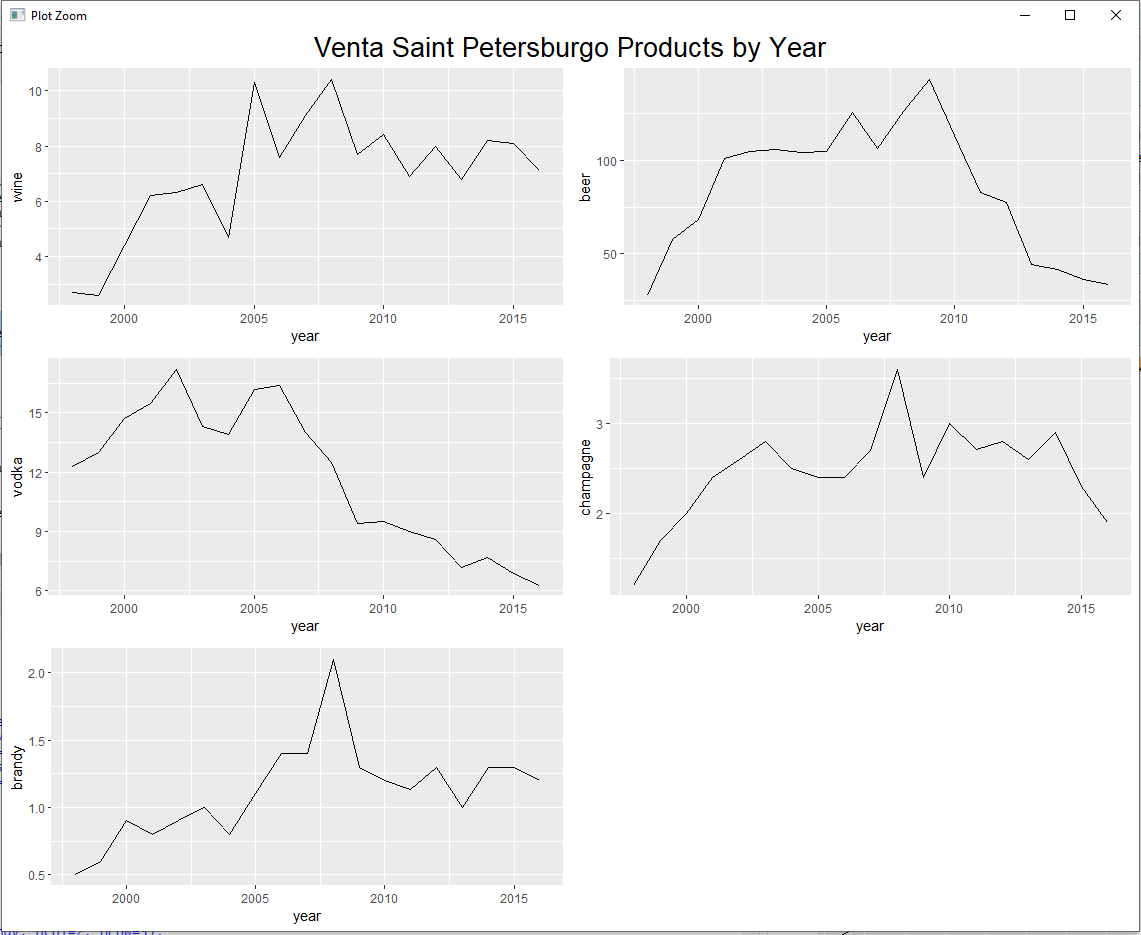 Plot Zoom
Venta Saint Petersburgo Products by Year
wine
10
8
6
4
2000 2005 2010 2015
year
beer
100
50
2000 2005 2010 2015
year
vodka
15
12
9
6
2000 2005 2010 2015
year
champagne
3
2
2000 2005 2010 2015
year
brandy
2.0
1.5
1.0
0.5
2000 2005 2010 2015
year